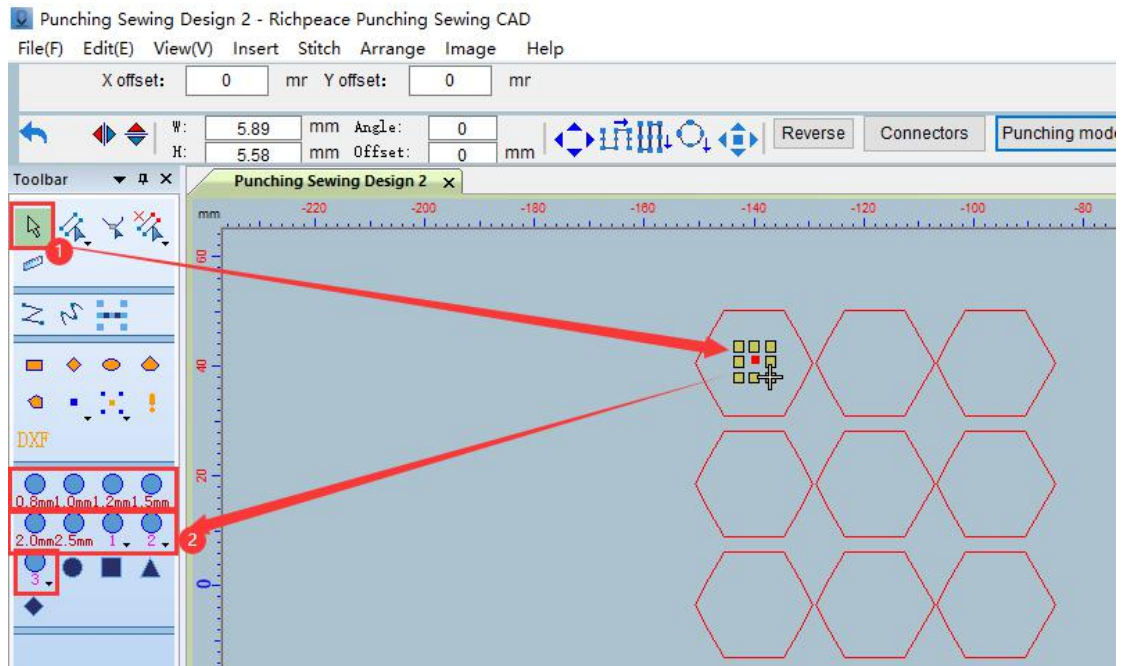 Punching Sewing Design 2 - Richpeace Punching Sewing CAD
File(F) Edit(E) View(V) Insert Stitch Arrange Image Help
X offset: 0 mr Y offset: 0 mr
W: 5.89 mm Angle: 0
H: 5.58 mm Offset: 0 mm
Reverse Connectors Punching mode
Toolbar
Punching Sewing Design 2
mm -220 -200 -180 -160 -140 -120 -100 -80
1
60
40
DXF
20
0.8mm 1.0mm 1.2mm 1.5mm
2.0mm 2.5mm 1 2
2
3
0